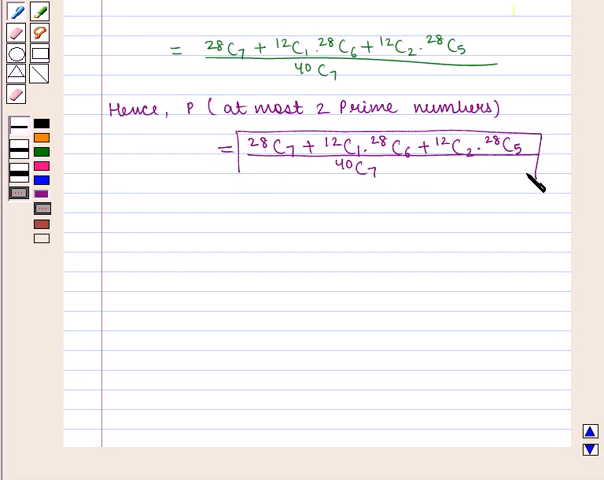 = ²⁸C₇ + ¹²C₁ . ²⁸C₆ + ¹²C₂ . ²⁸C₅
⁴⁰C₇
Hence, P (at most 2 Prime numbers)
= ²⁸C₇ + ¹²C₁ . ²⁸C₆ + ¹²C₂ . ²⁸C₅
⁴⁰C₇